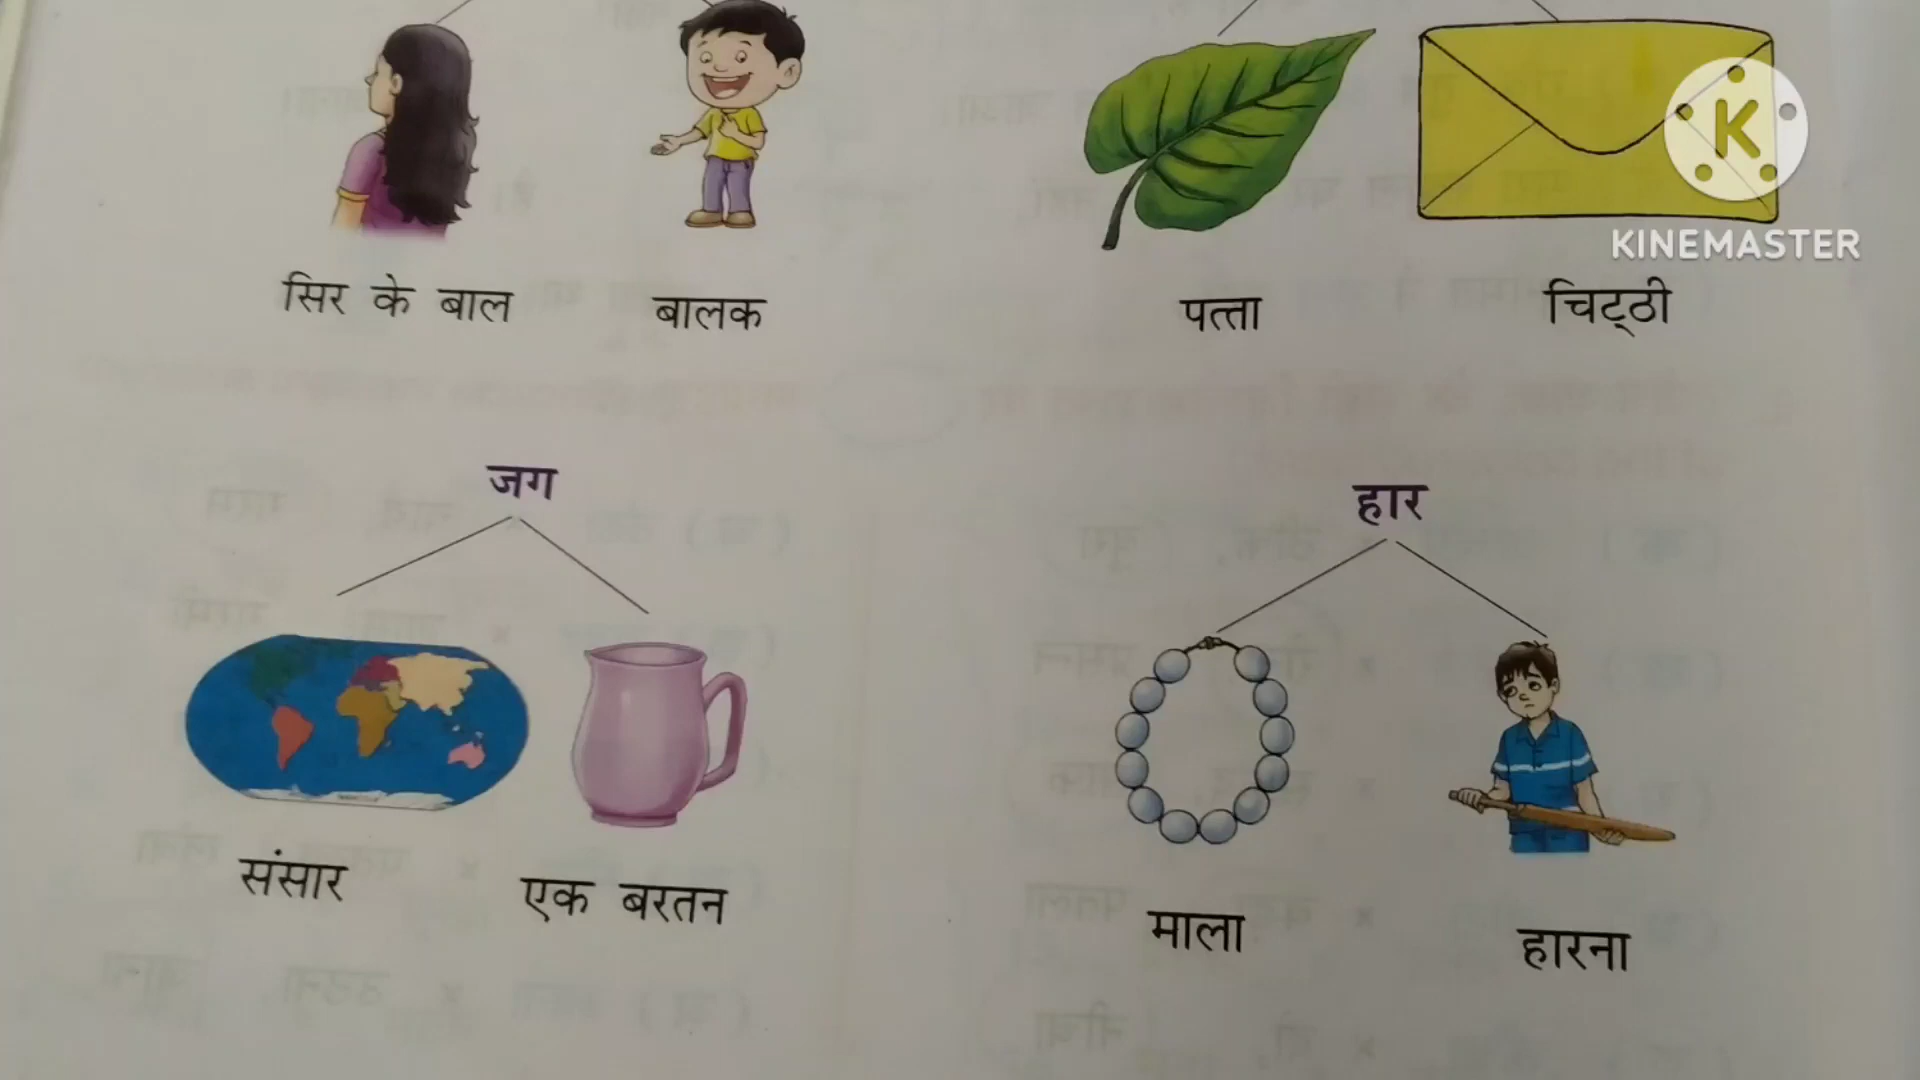 सिर के बाल
बालक
पत्ता
चिट्ठी
K
KINEMASTER
जग
हार
संसार
एक बरतन
माला
हारना